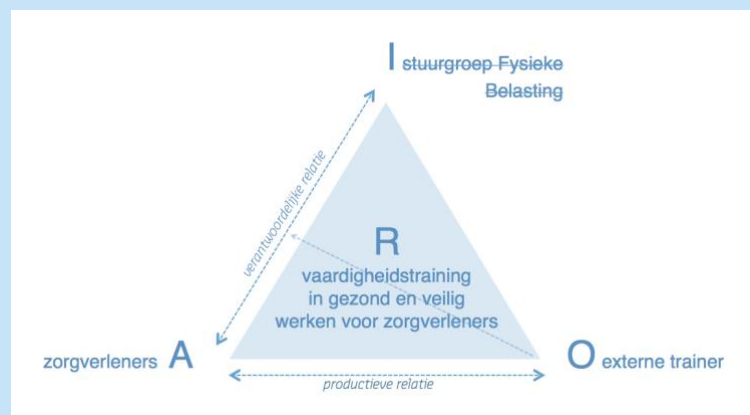 I stuurgroep Fysieke
Belasting
verantwoordelijke relatie
R
vaardigheidstraining
in gezond en veilig
werken voor zorgverleners
zorgverleners A
O externe trainer
productieve relatie